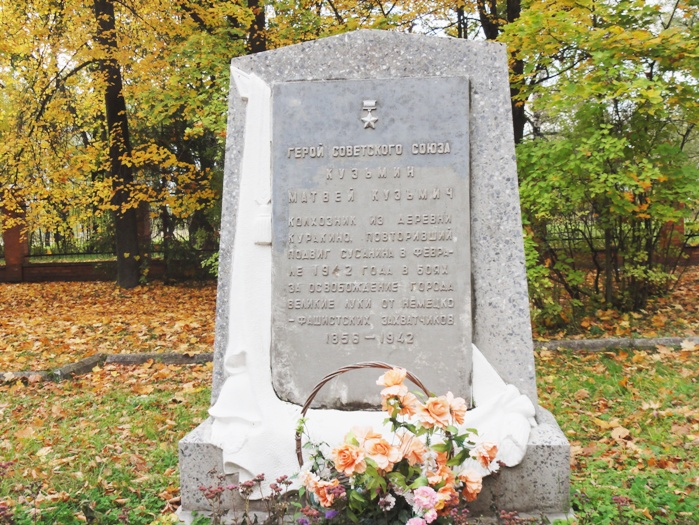 ГЕРОЙ СОВЕТСКОГО СОЮЗА
КУЗЬМИН
МАТВЕЙ КУЗЬМИЧ
КОЛХОЗНИК ИЗ ДЕРЕВНИ
КУРАКИНО, ПОВТОРИВШИЙ
ПОДВИГ СУСАНИНА В ФЕВРА-
ЛЕ 1942 ГОДА В БОЯХ
ЗА ОСВОБОЖДЕНИЕ ГОРОДА
ВЕЛИКИЕ ЛУКИ ОТ НЕМЕЦКО
-ФАШИСТСКИХ ЗАХВАТЧИКОВ
1856-1942